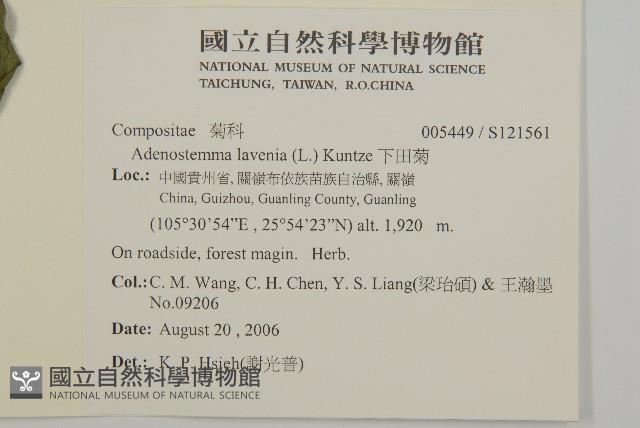 國立自然科學博物館
NATIONAL MUSEUM OF NATURAL SCIENCE
TAICHUNG, TAIWAN, R.O.CHINA
Compositae 菊科 005449 / S121561
Adenostemma lavenia (L.) Kuntze 下田菊
Loc.: 中國貴州省, 關嶺布依族苗族自治縣, 關嶺
China, Guizhou, Guanling County, Guanling
(105°30’54”E , 25°54’23”N) alt. 1,920 m.
On roadside, forest magin. Herb.
Col.: C. M. Wang, C. H. Chen, Y. S. Liang(梁珆碩) & 王瀚墨
No.09206
Date: August 20 , 2006
Det.: K. P. Hsieh(謝光普)
國立自然科學博物館
NATIONAL MUSEUM OF NATURAL SCIENCE